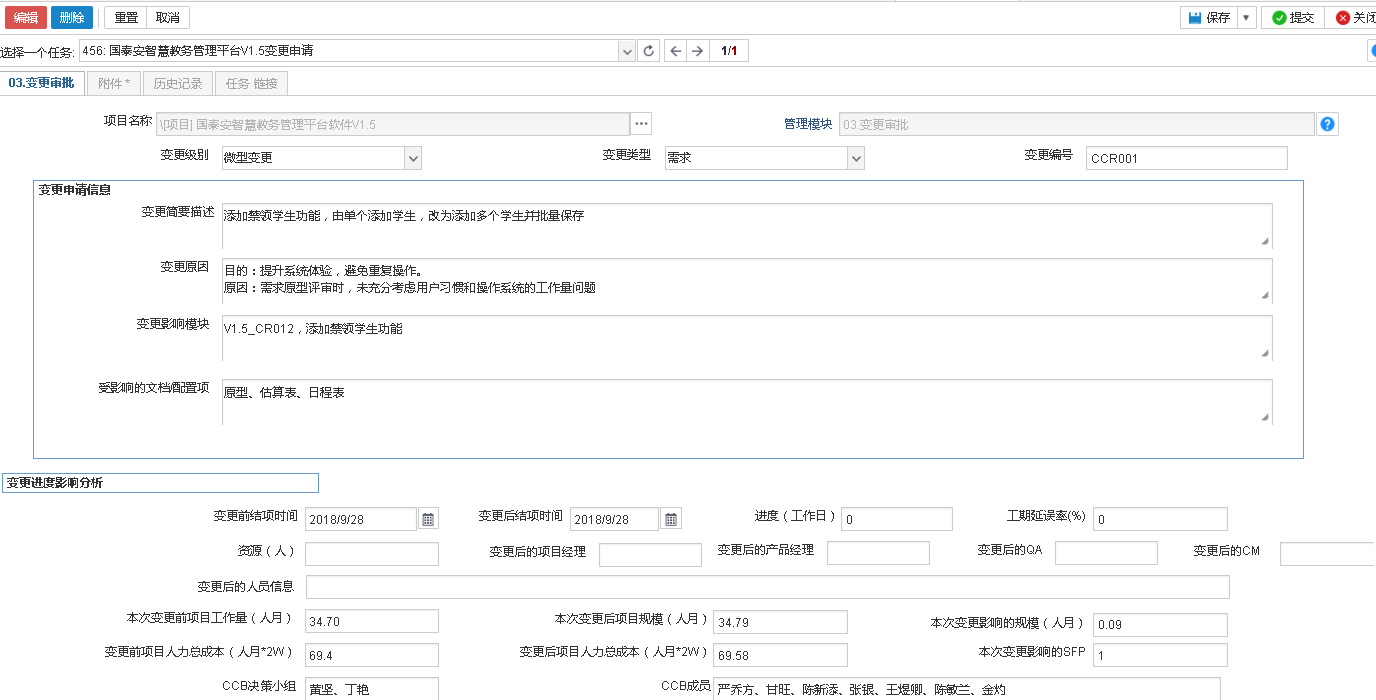 编辑 删除 重置 取消 保存 提交 关闭
选择一个任务: 456: 国泰安智慧教务管理平台V1.5变更申请 1/1
03.变更审批 附件* 历史记录 任务 链接
项目名称 \[项目] 国泰安智慧教务管理平台软件V1.5 ... 管理模块 03.变更审批 ?
变更级别 微型变更 变更类型 需求 变更编号 CCR001
变更申请信息
变更简要描述 添加禁领学生功能，由单个添加学生，改为添加多个学生并批量保存
变更原因 目的：提升系统体验，避免重复操作。
原因：需求原型评审时，未充分考虑用户习惯和操作系统的工作量问题
变更影响模块 V1.5_CR012，添加禁领学生功能
受影响的文档/配置项 原型、估算表、日程表
变更进度影响分析
变更前结项时间 2018/9/28 变更后结项时间 2018/9/28 进度（工作日） 0 工期延误率(%) 0
资源（人） 变更后的项目经理 变更后的产品经理 变更后的QA 变更后的CM
变更后的人员信息
本次变更前项目工作量（人月） 34.70 本次变更后项目规模（人月） 34.79 本次变更影响的规模（人月） 0.09
变更前项目人力总成本（人月*2W） 69.4 变更后项目人力总成本（人月*2W） 69.58 本次变更影响的SFP 1
CCB决策小组 黄坚、丁艳 CCB成员 严乔方、甘旺、陈新添、张银、王煜卿、陈敏兰、金灼